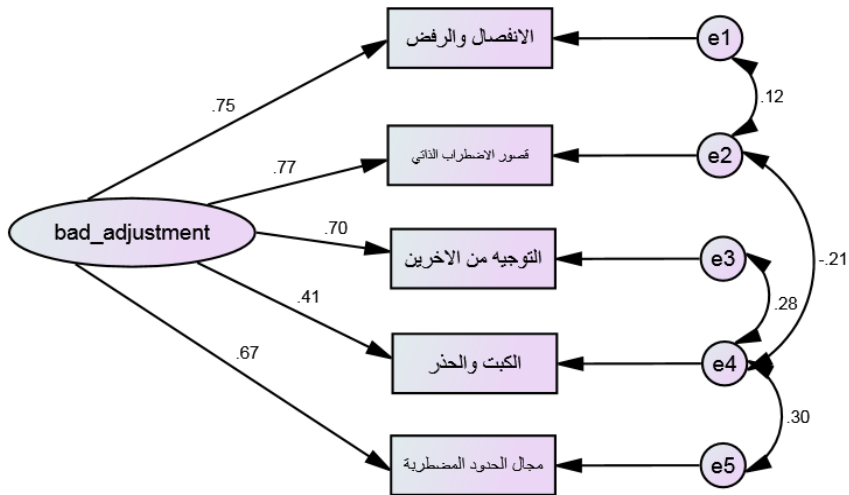 الانفصال والرفض
e1
.75
.12
قصور الاضطراب الذاتي
e2
.77
bad_adjustment
.70
التوجيه من الاخرين
e3
-.21
.28
.41
الكبت والحذر
e4
.67
.30
مجال الحدود المضطربة
e5